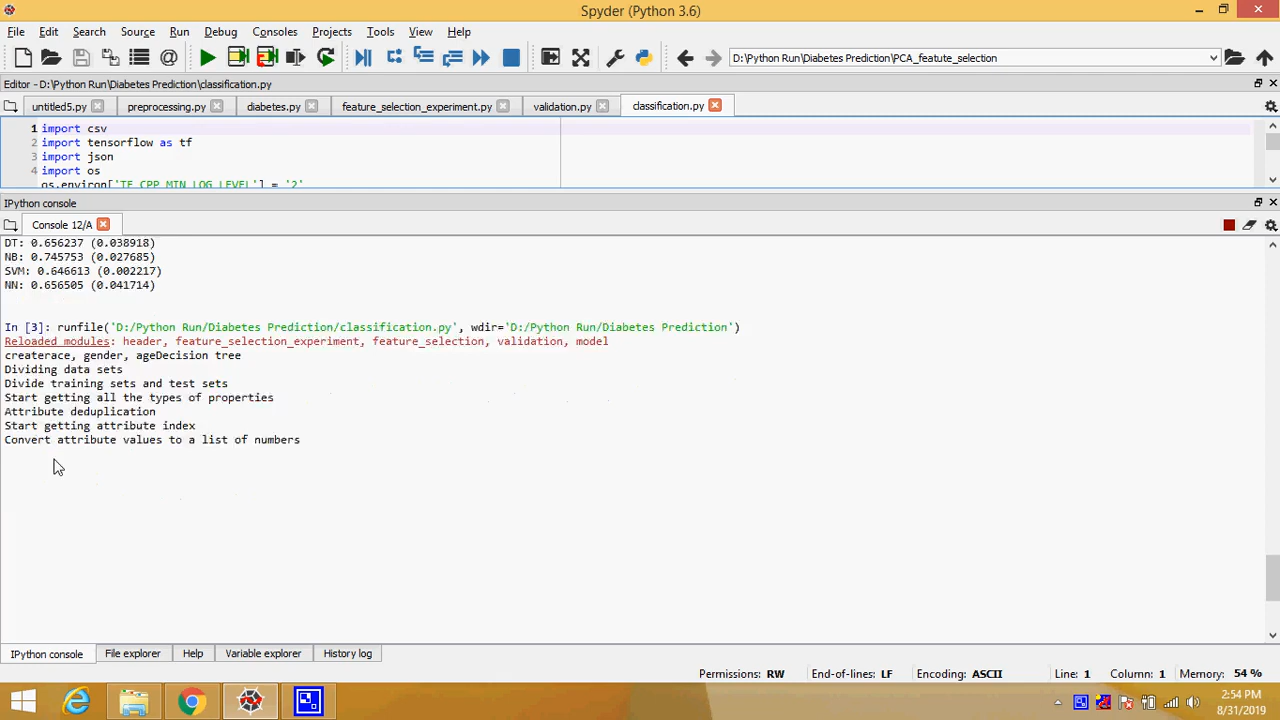 Spyder (Python 3.6)
File Edit Search Source Run Debug Consoles Projects Tools View Help
D:\Python Run\Diabetes Prediction\PCA_featute_selection
Editor - D:\Python Run\Diabetes Prediction\classification.py
untitled5.py preprocessing.py diabetes.py feature_selection_experiment.py validation.py classification.py
1 import csv
2 import tensorflow as tf
3 import json
4 import os
os.environ['TF_CPP_MIN_LOG_LEVEL'] = '2'
IPython console
Console 12/A
DT: 0.656237 (0.038918)
NB: 0.745753 (0.027685)
SVM: 0.646613 (0.002217)
NN: 0.656505 (0.041714)
In [3]: runfile('D:/Python Run/Diabetes Prediction/classification.py', wdir='D:/Python Run/Diabetes Prediction')
Reloaded modules: header, feature_selection_experiment, feature_selection, validation, model
createrace, gender, ageDecision tree
Dividing data sets
Divide training sets and test sets
Start getting all the types of properties
Attribute deduplication
Start getting attribute index
Convert attribute values to a list of numbers
IPython console File explorer Help Variable explorer History log
Permissions: RW End-of-lines: LF Encoding: ASCII Line: 1 Column: 1 Memory: 54 %
2:54 PM
8/31/2019